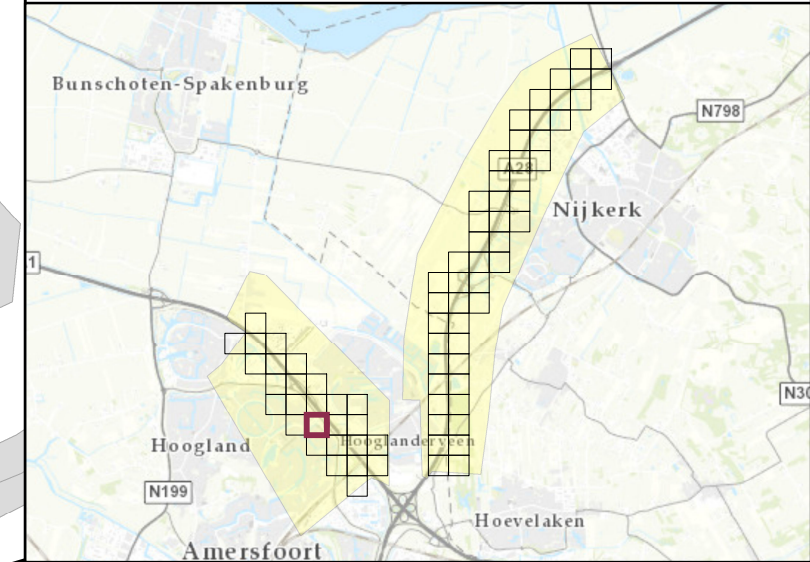 Bunschoten-Spakenburg
N798
A28
Nijkerk
1
N30
Hooglanderveen
Hoogland
N199
Hoevelaken
Amersfoort